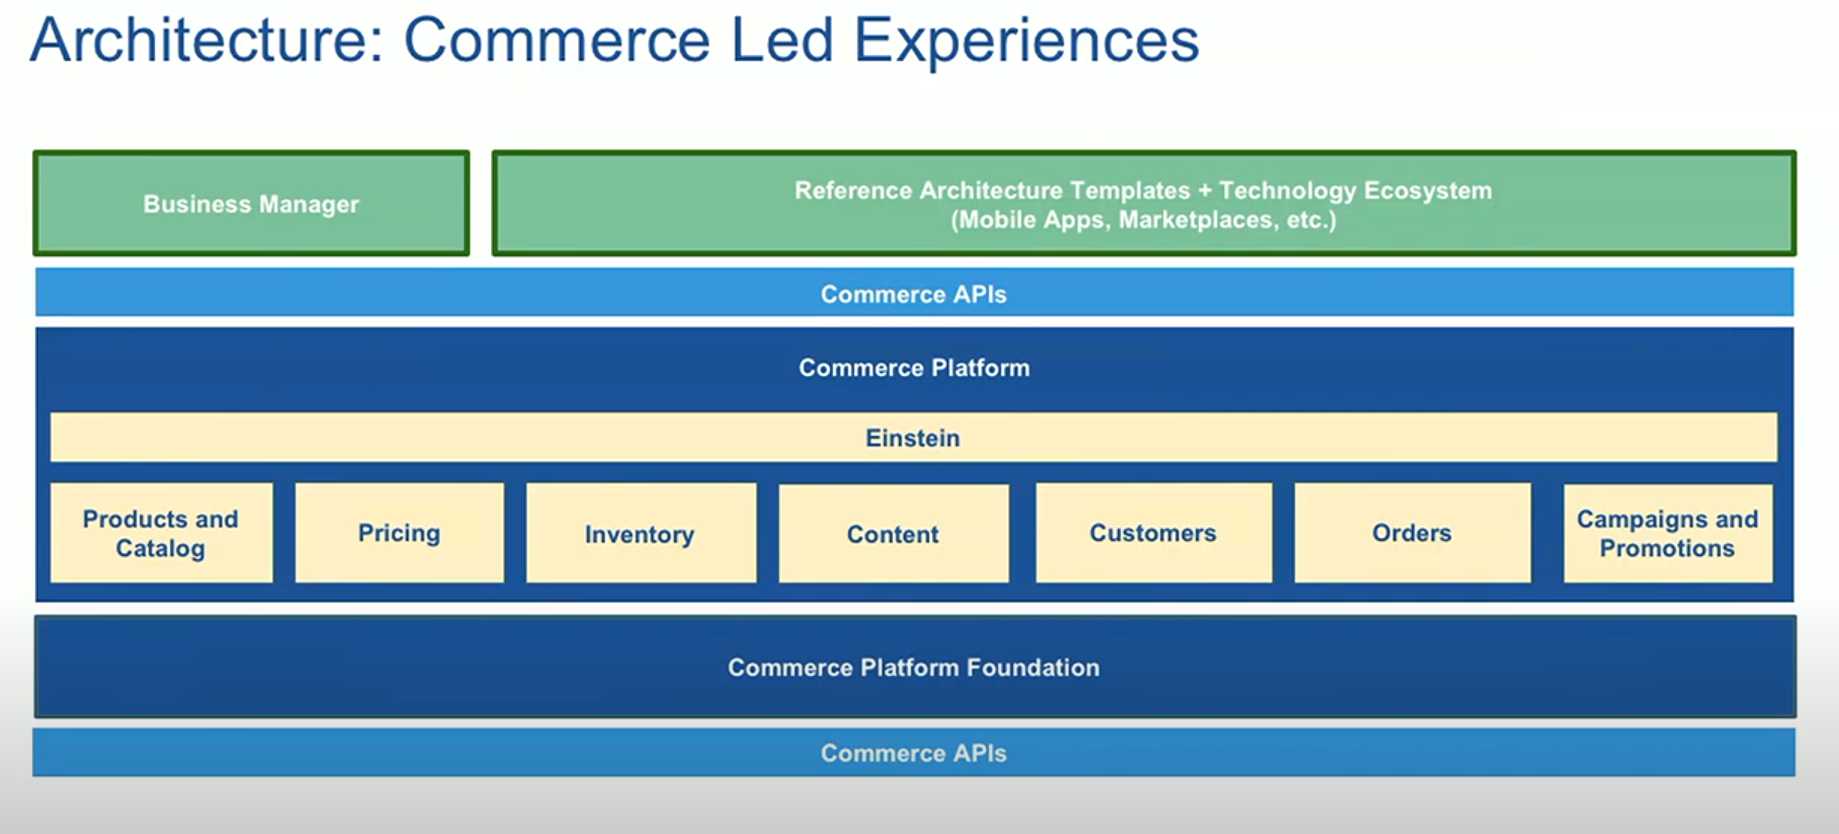 Architecture: Commerce Led Experiences
Business Manager
Reference Architecture Templates + Technology Ecosystem
(Mobile Apps, Marketplaces, etc.)
Commerce APIs
Commerce Platform
Einstein
Products and
Catalog
Pricing
Inventory
Content
Customers
Orders
Campaigns and
Promotions
Commerce Platform Foundation
Commerce APIs